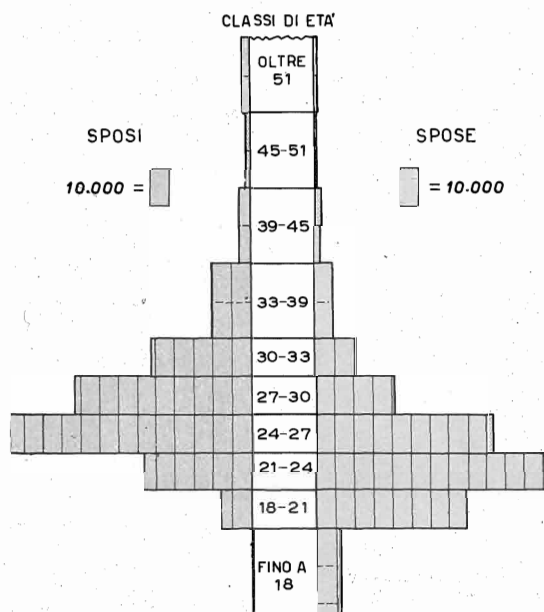 CLASSI DI ETA'
OLTRE
51
SPOSI
SPOSE
45-51
10.000 =
= 10.000
39-45
33-39
30-33
27-30
24-27
21-24
18-21
FINO A
18